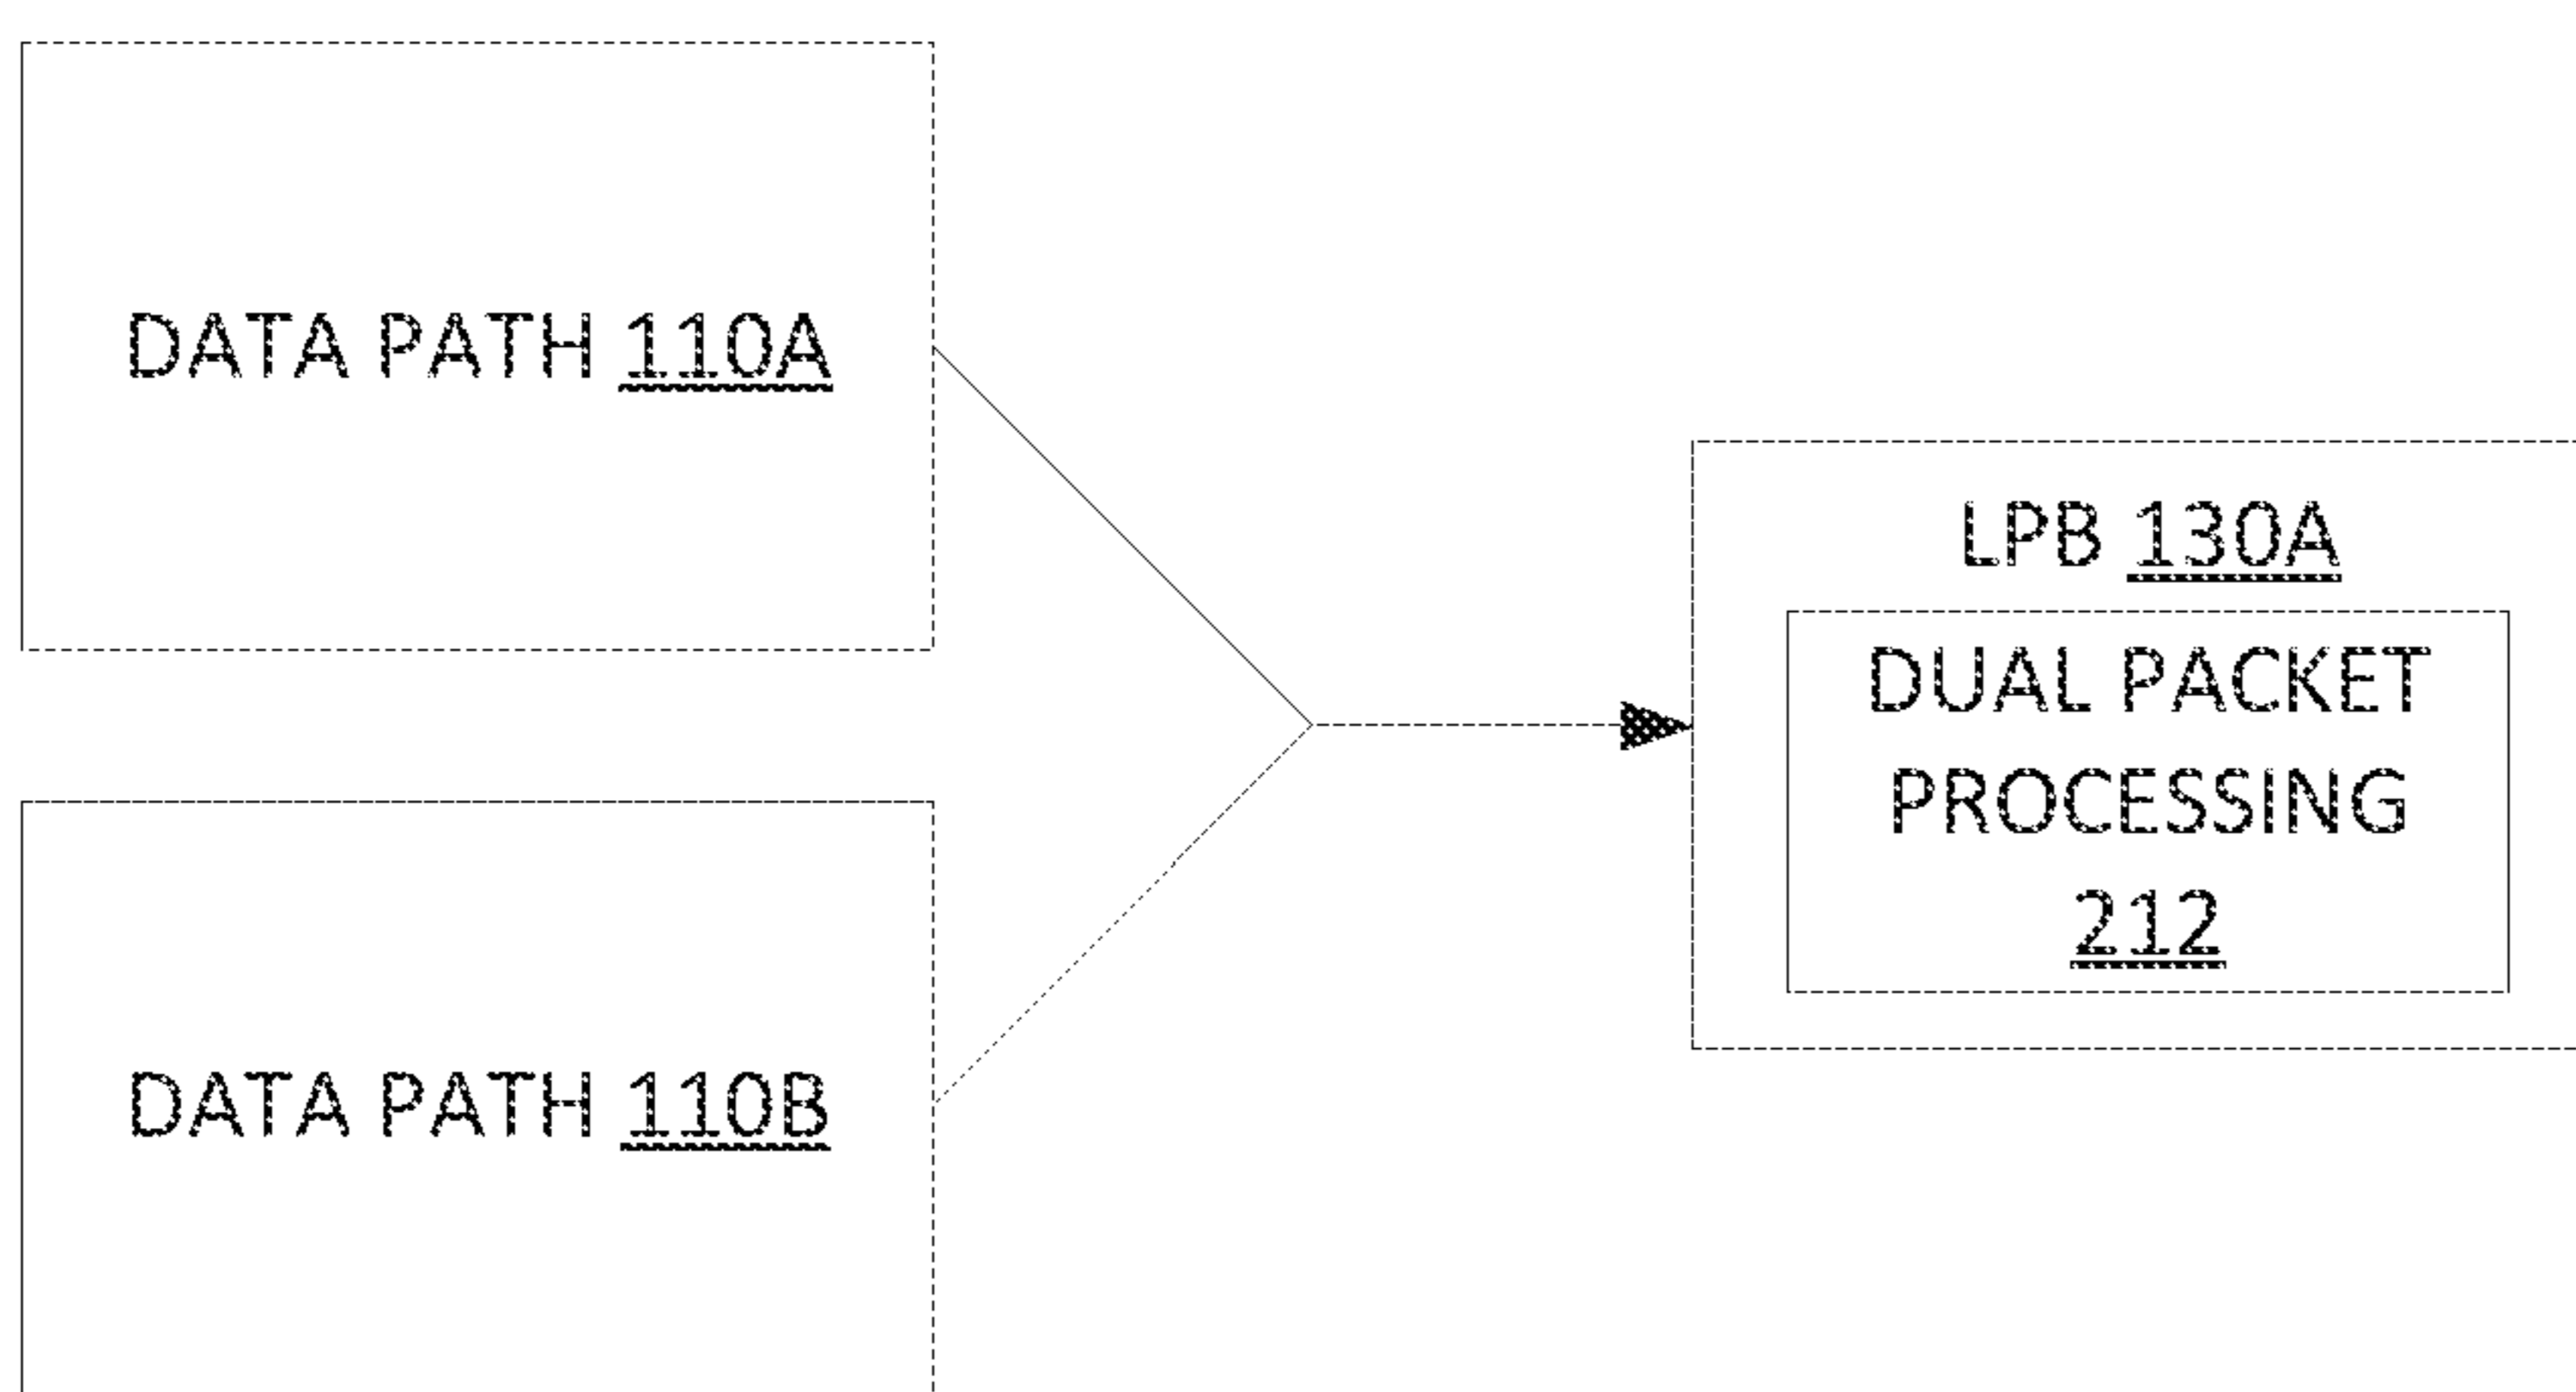 DATA PATH 110A
LPB 130A
DUAL PACKET
PROCESSING
212
DATA PATH 110B